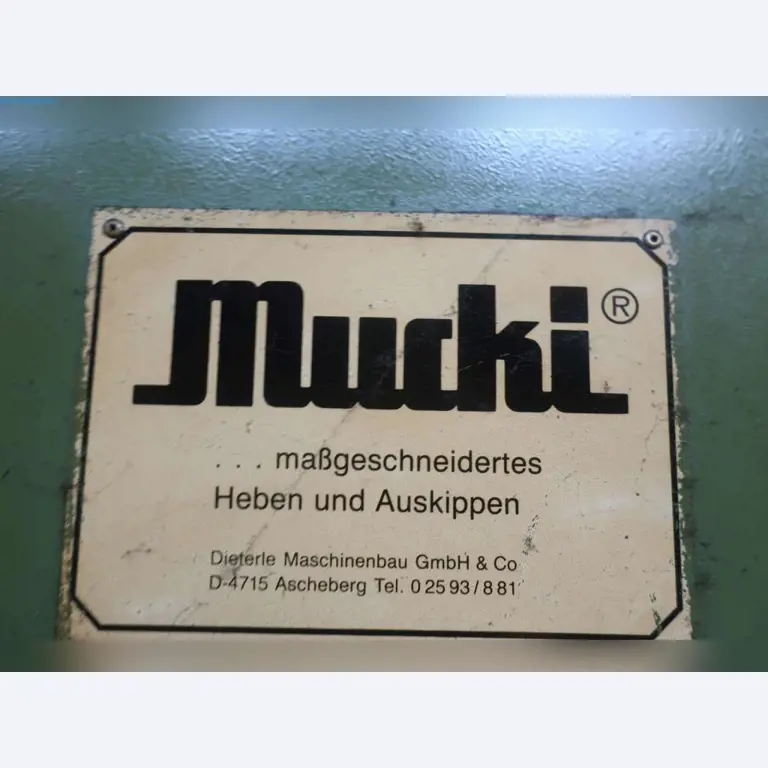 Mucki®
. . . maßgeschneidertes
Heben und Auskippen
Dieterle Maschinenbau GmbH & Co
D-4715 Ascheberg Tel. 0 25 93 / 8 81